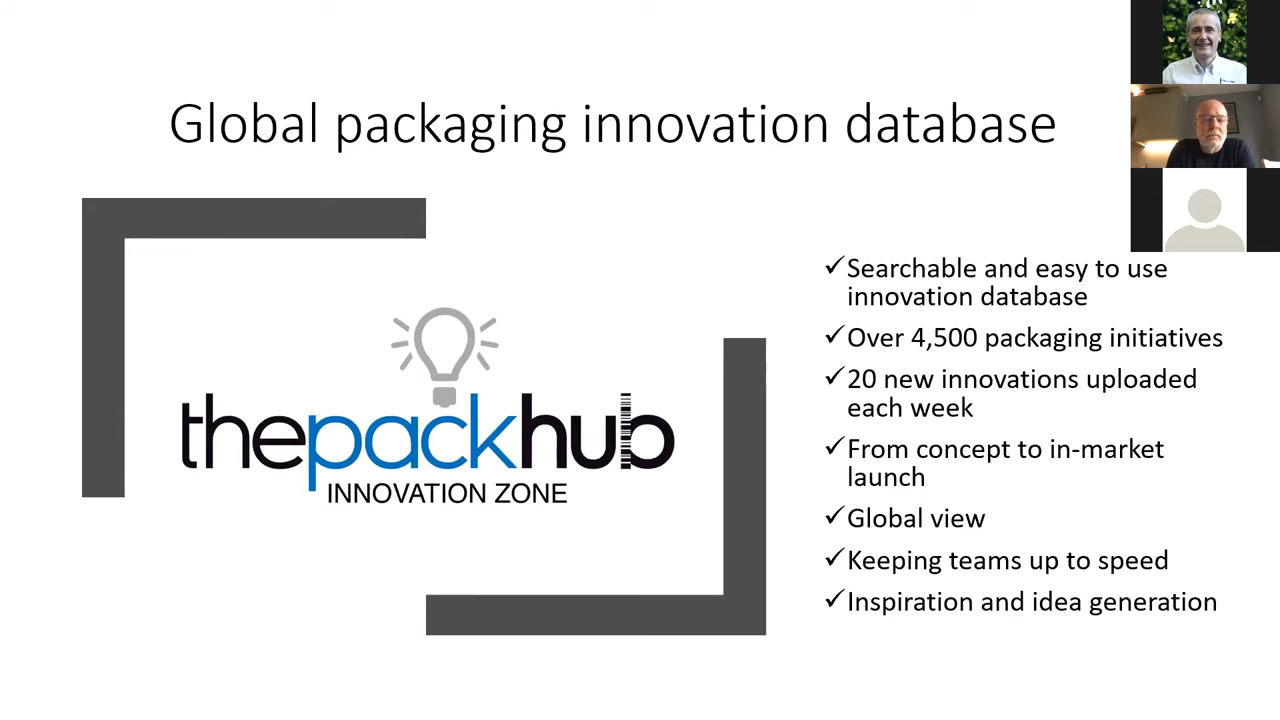 Global packaging innovation database
thepackhub
INNOVATION ZONE
✓Searchable and easy to use
innovation database
✓Over 4,500 packaging initiatives
✓20 new innovations uploaded
each week
✓From concept to in-market
launch
✓Global view
✓Keeping teams up to speed
✓Inspiration and idea generation